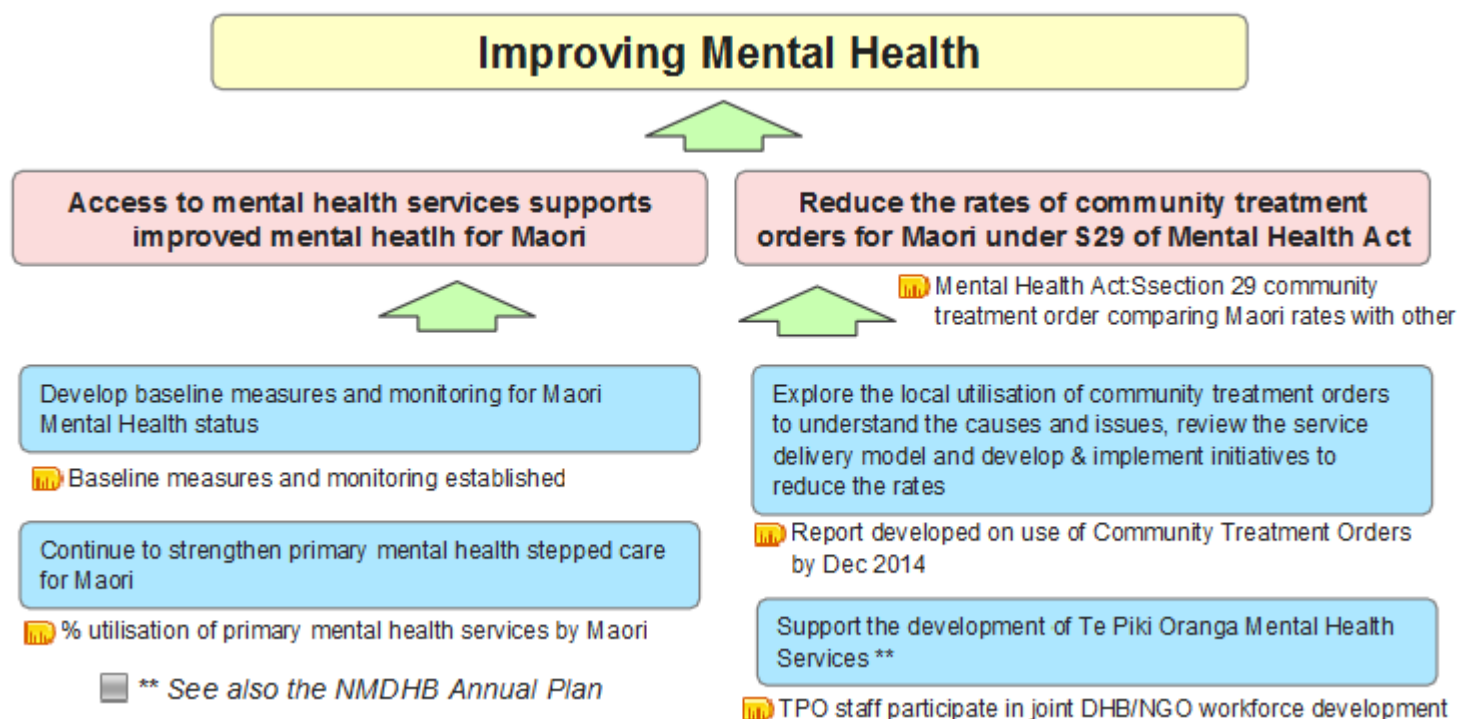 Improving Mental Health
Access to mental health services supports
improved mental heatlh for Maori
Reduce the rates of community treatment
orders for Maori under S29 of Mental Health Act
Mental Health Act:Ssection 29 community
treatment order comparing Maori rates with other
Develop baseline measures and monitoring for Maori
Mental Health status
Baseline measures and monitoring established
Continue to strengthen primary mental health stepped care
for Maori
% utilisation of primary mental health services by Maori
** See also the NMDHB Annual Plan
Explore the local utilisation of community treatment orders
to understand the causes and issues, review the service
delivery model and develop & implement initiatives to
reduce the rates
Report developed on use of Community Treatment Orders
by Dec 2014
Support the development of Te Piki Oranga Mental Health
Services **
TPO staff participate in joint DHB/NGO workforce development